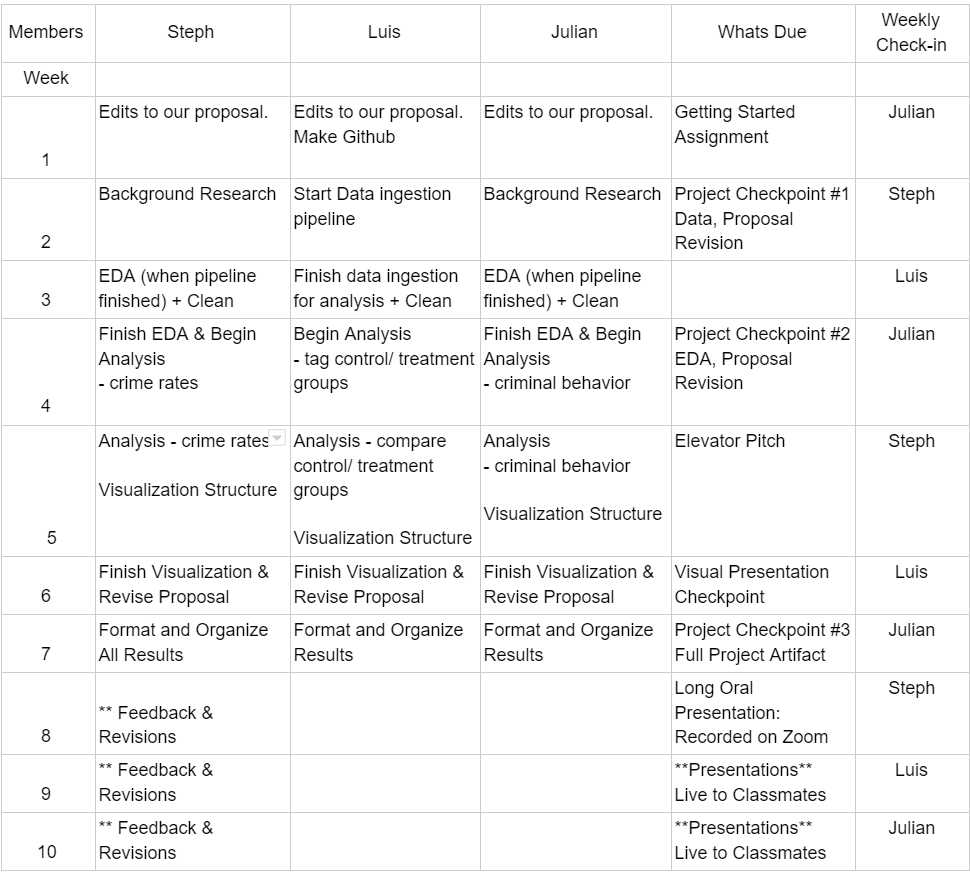 Members Steph Luis Julian Whats Due Weekly
Check-in
Week
1 Edits to our proposal. Edits to our proposal. Edits to our proposal. Getting Started Julian
Make Github Assignment
2 Background Research Start Data ingestion Background Research Project Checkpoint #1 Steph
pipeline Data, Proposal
Revision
3 EDA (when pipeline Finish data ingestion EDA (when pipeline Luis
finished) + Clean for analysis + Clean finished) + Clean
4 Finish EDA & Begin Begin Analysis Finish EDA & Begin Project Checkpoint #2 Julian
Analysis - tag control/ treatment Analysis EDA, Proposal
- crime rates groups - criminal behavior Revision
5 Analysis - crime rates Analysis - compare Analysis Elevator Pitch Steph
control/ treatment - criminal behavior
Visualization Structure groups
Visualization Structure
Visualization Structure
6 Finish Visualization & Finish Visualization & Finish Visualization & Visual Presentation Luis
Revise Proposal Revise Proposal Revise Proposal Checkpoint
7 Format and Organize Format and Organize Format and Organize Project Checkpoint #3 Julian
All Results Results Results Full Project Artifact
8 Long Oral Steph
** Feedback & Presentation:
Revisions Recorded on Zoom
9 ** Feedback & **Presentations** Luis
Revisions Live to Classmates
10 ** Feedback & **Presentations** Julian
Revisions Live to Classmates